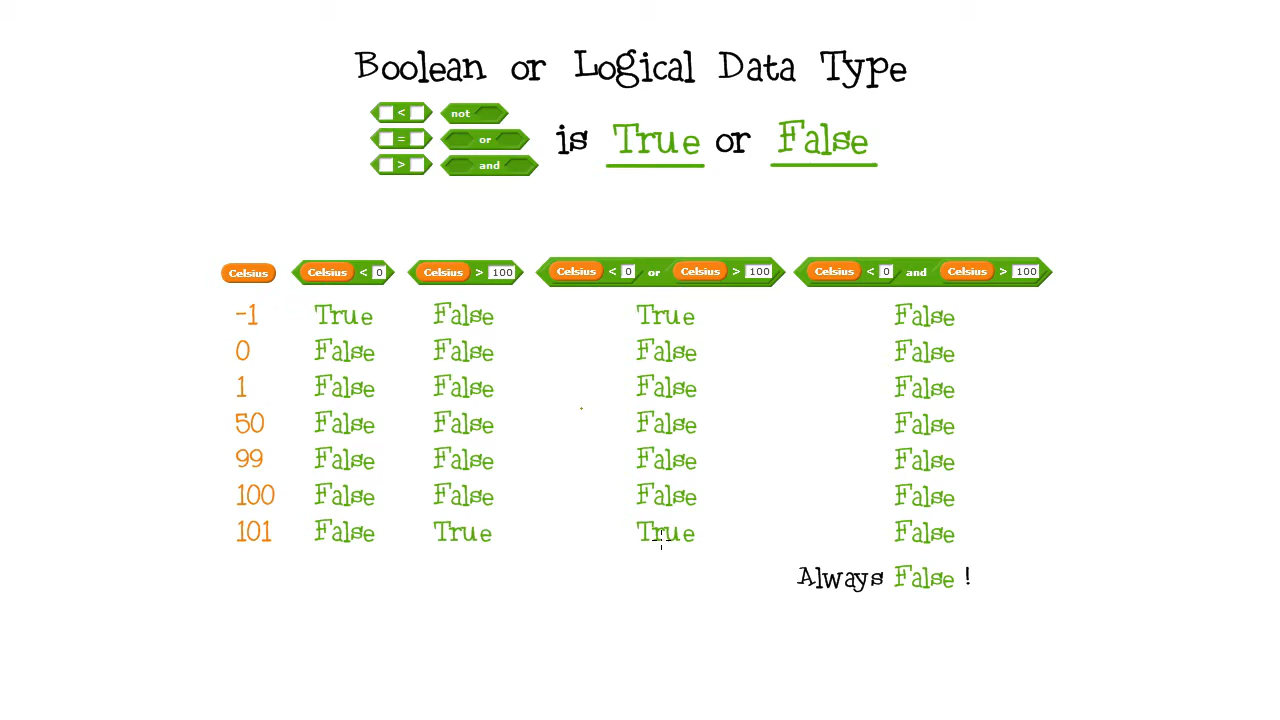 Boolean or Logical Data Type
< not
= or
> and
is True or False
Celsius Celsius < 0 Celsius > 100 Celsius < 0 or Celsius > 100 Celsius < 0 and Celsius > 100
-1 True False True False
0 False False False False
1 False False False False
50 False False False False
99 False False False False
100 False False False False
101 False True True False
Always False !